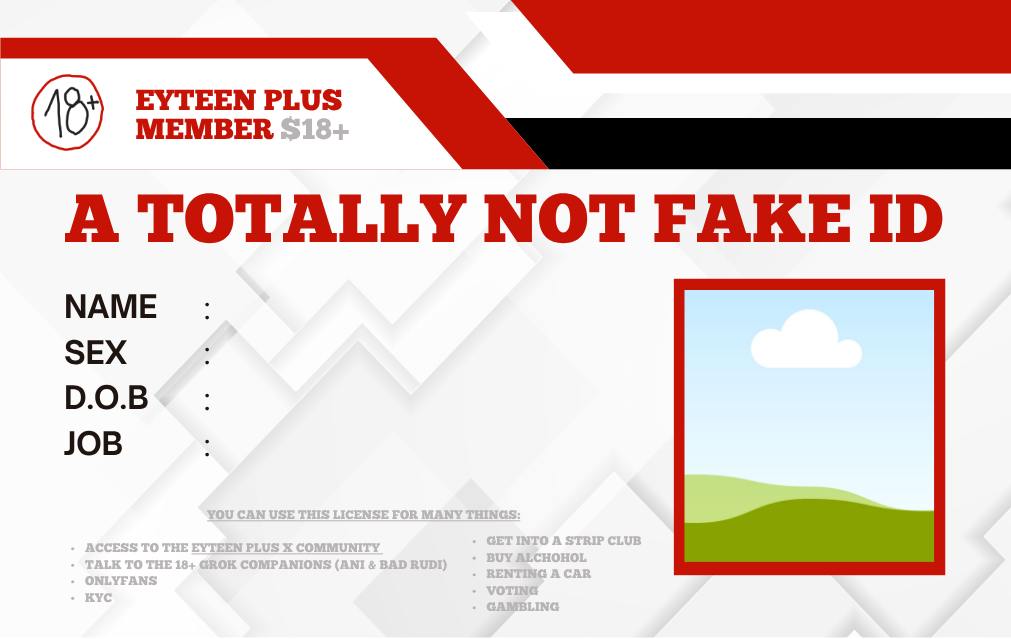 18+
EYTEEN PLUS
MEMBER $18+
A TOTALLY NOT FAKE ID
NAME :
SEX :
D.O.B :
JOB :
YOU CAN USE THIS LICENSE FOR MANY THINGS:
• ACCESS TO THE EYTEEN PLUS X COMMUNITY
• TALK TO THE 18+ GROK COMPANIONS (ANI & BAD RUDI)
• ONLYFANS
• KYC
• GET INTO A STRIP CLUB
• BUY ALCHOHOL
• RENTING A CAR
• VOTING
• GAMBLING